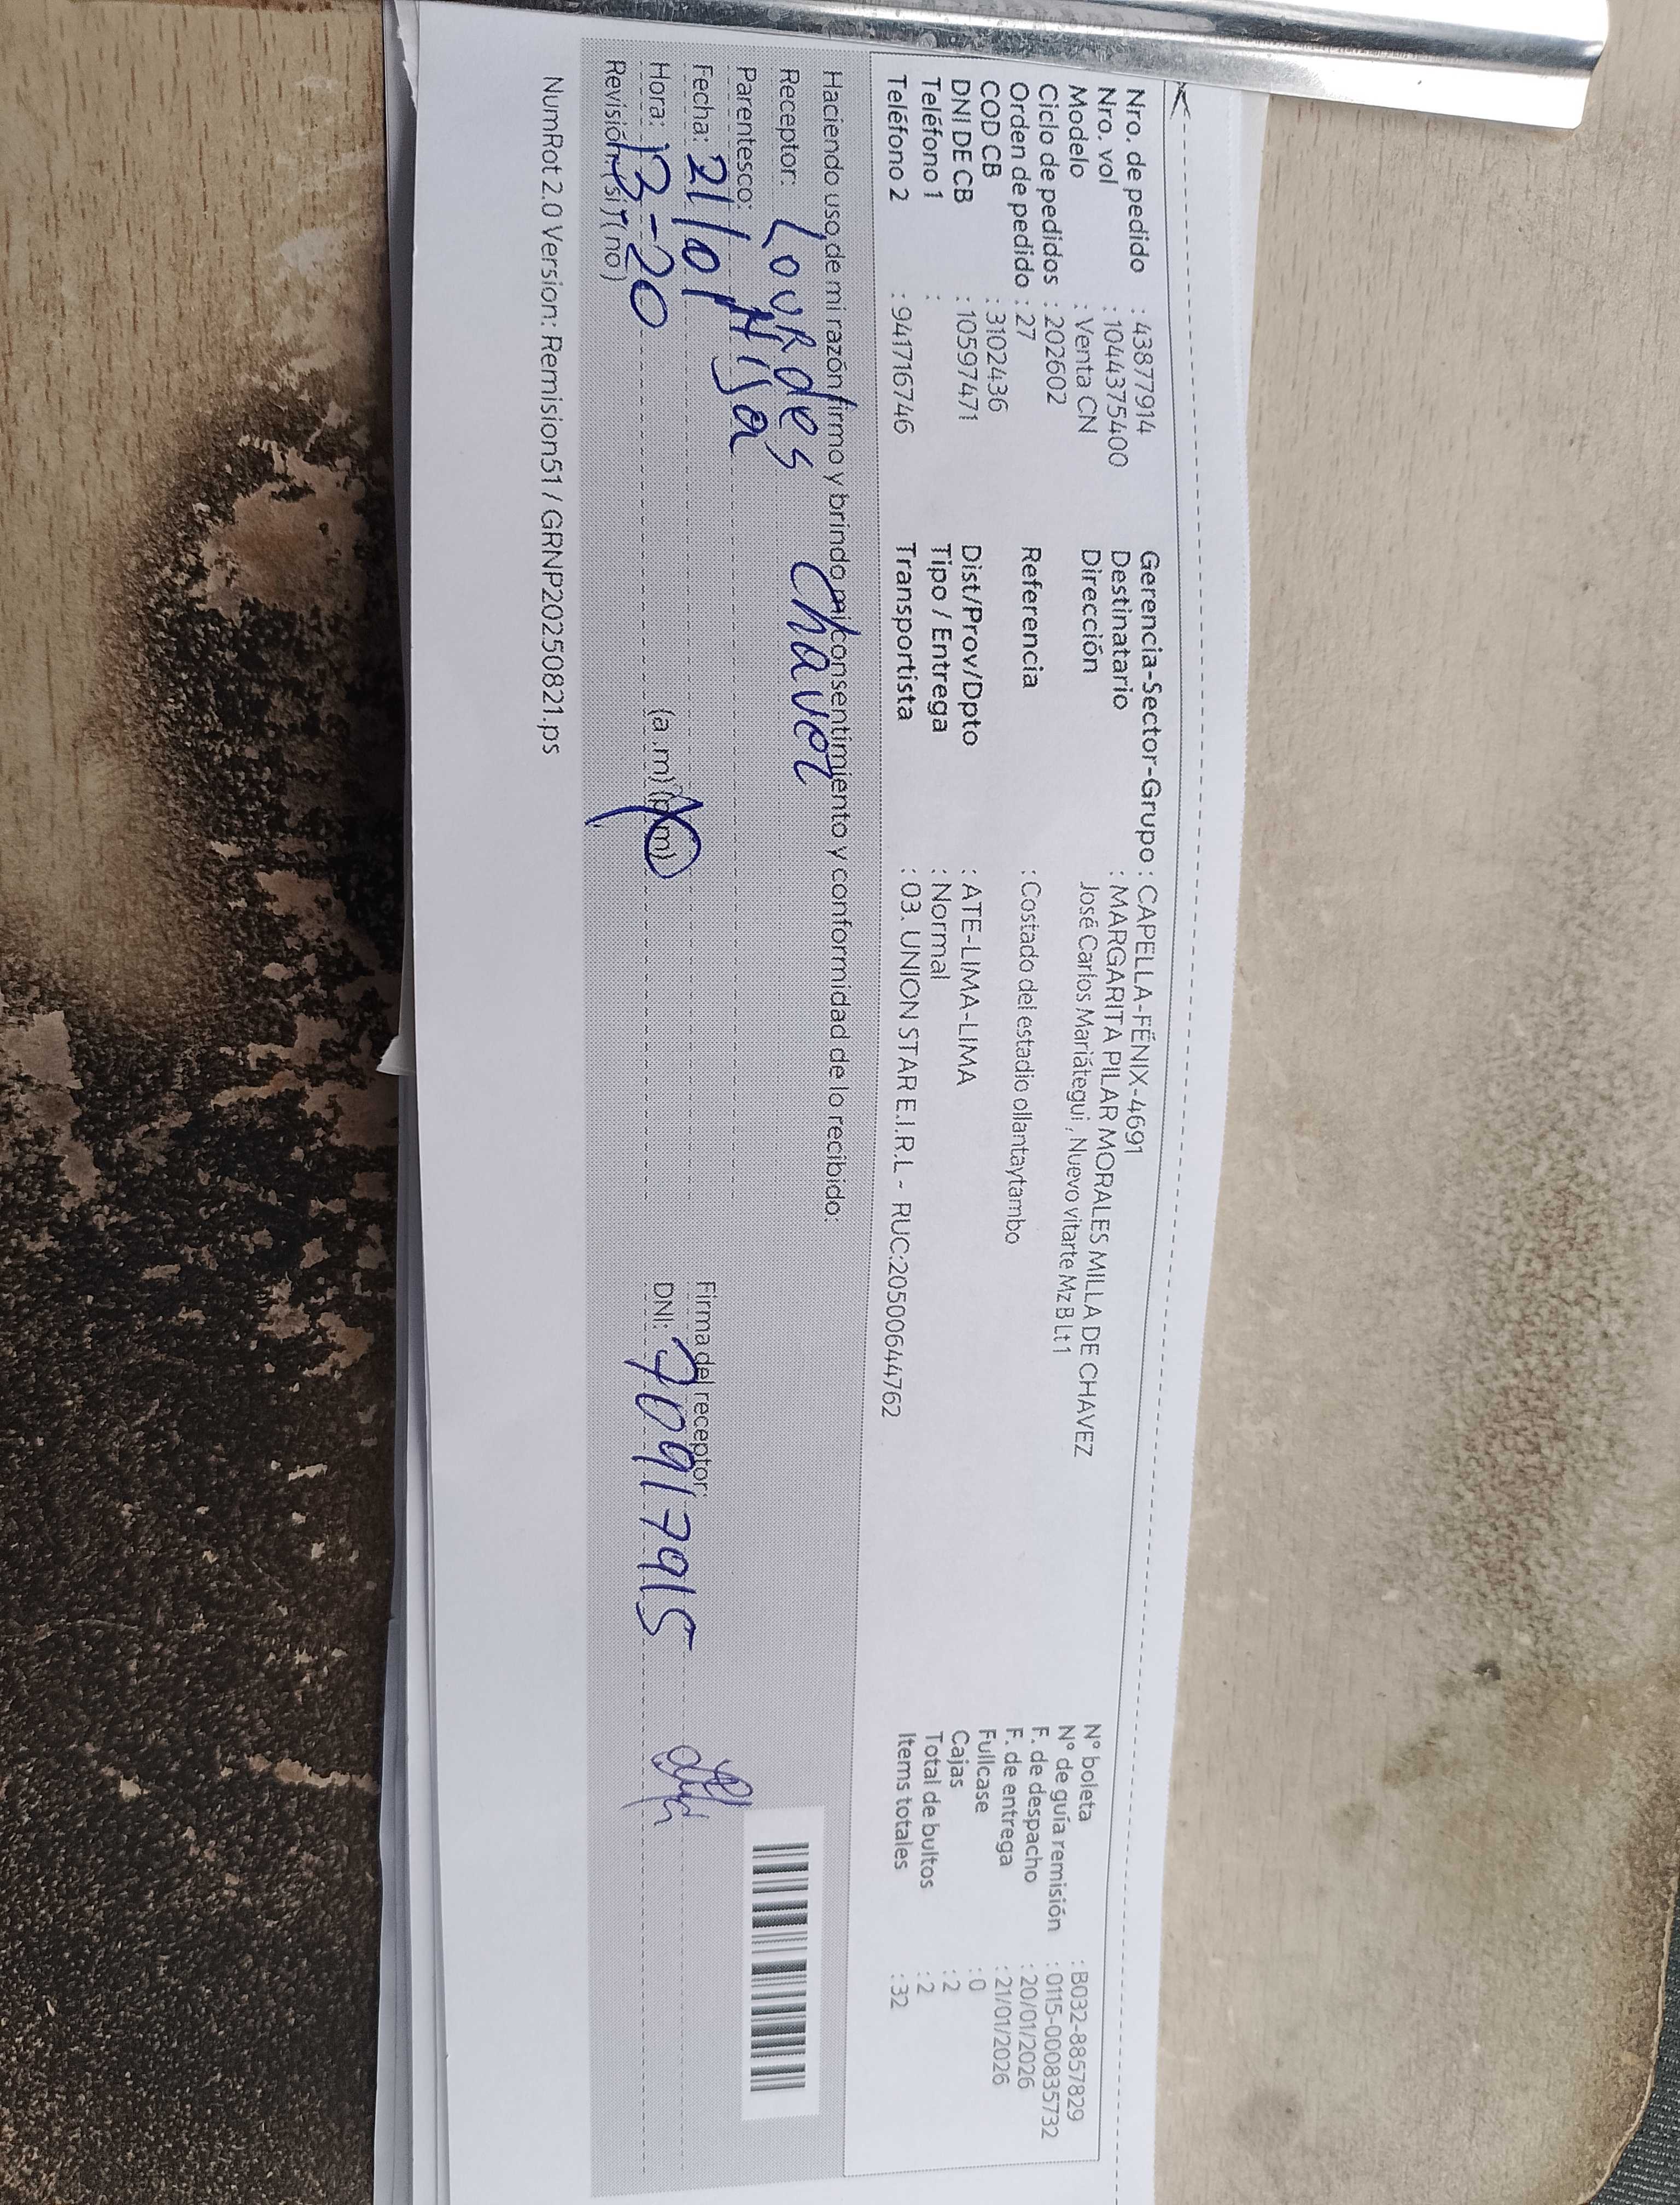 Nro. de pedido : 43877914
Nro. vol : 1044375400
Modelo : Venta CN
Ciclo de pedidos : 202602
Orden de pedido : 27
COD CB : 3102436
DNI DE CB : 10597471
Teléfono 1 :
Teléfono 2 : 941716746
Gerencia-Sector-Grupo : CAPELLA-FÉNIX-4691
Destinatario : MARGARITA PILAR MORALES MILLA DE CHAVEZ
Dirección José Carlos Mariátegui , Nuevo vitarte Mz B Lt 1
Referencia : Costado del estadio ollantaytambo
Dist/Prov/Dpto : ATE-LIMA-LIMA
Tipo / Entrega : Normal
Transportista : 03. UNION STAR E.I.R.L - RUC:20500644762
Nº boleta : B032-8857829
Nº de guía remisión : 0115-000835732
F. de despacho : 20/01/2026
F. de entrega : 21/01/2026
Fullcase : 0
Cajas : 2
Total de bultos : 2
Items totales : 32
Haciendo uso de mi razón firmo y brindo mi consentimiento y conformidad de lo recibido:
Receptor: Lourdes Chavez
Parentesco: Hija
Fecha: 21/01
Hora: 13-20 (a.m) (p.m)
Revisión: (si) (no)
Firma del receptor:
DNI: 70917915
NumRot 2.0 Version: Remision51 / GRNP20250821.ps